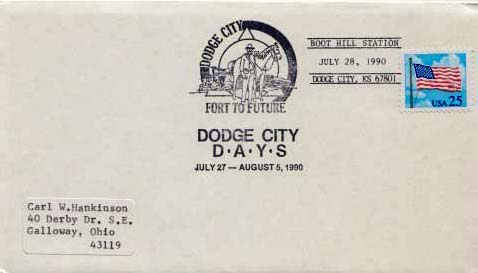 DODGE CITY
FORT TO FUTURE
BOOT HILL STATION
JULY 28, 1990
DODGE CITY, KS 67801
USA 25
DODGE CITY
D·A·Y·S
JULY 27 — AUGUST 5, 1990
Carl W.Hankinson
40 Derby Dr. S.E.
Galloway, Ohio
43119